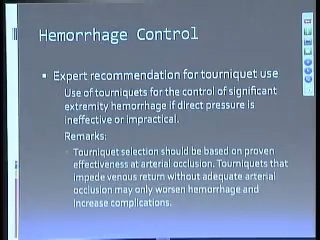 Hemorrhage Control
Expert recommendation for tourniquet use
Use of tourniquets for the control of significant
extremity hemorrhage if direct pressure is
ineffective or impractical.
Remarks:
Tourniquet selection should be based on proven
effectiveness at arterial occlusion. Tourniquets that
impede venous return without adequate arterial
occlusion may only worsen hemorrhage and
increase complications.